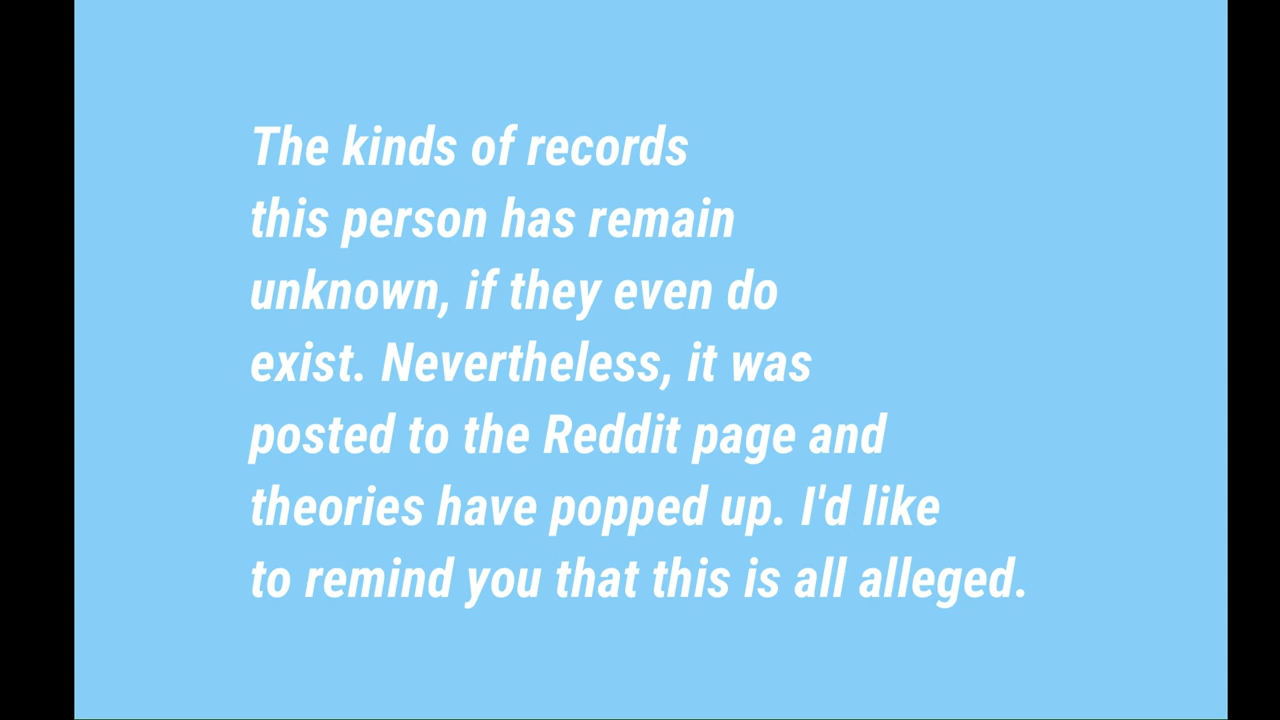 The kinds of records
this person has remain
unknown, if they even do
exist. Nevertheless, it was
posted to the Reddit page and
theories have popped up. I'd like
to remind you that this is all alleged.